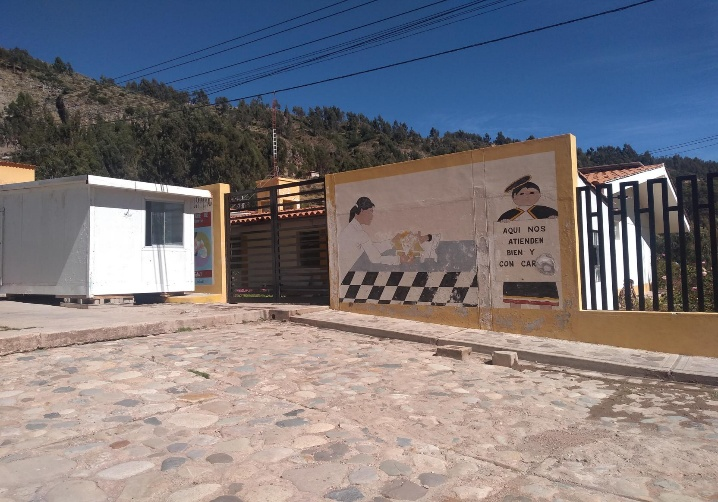 AQUI NOS
ATIENDEN
BIEN Y
CON CAR